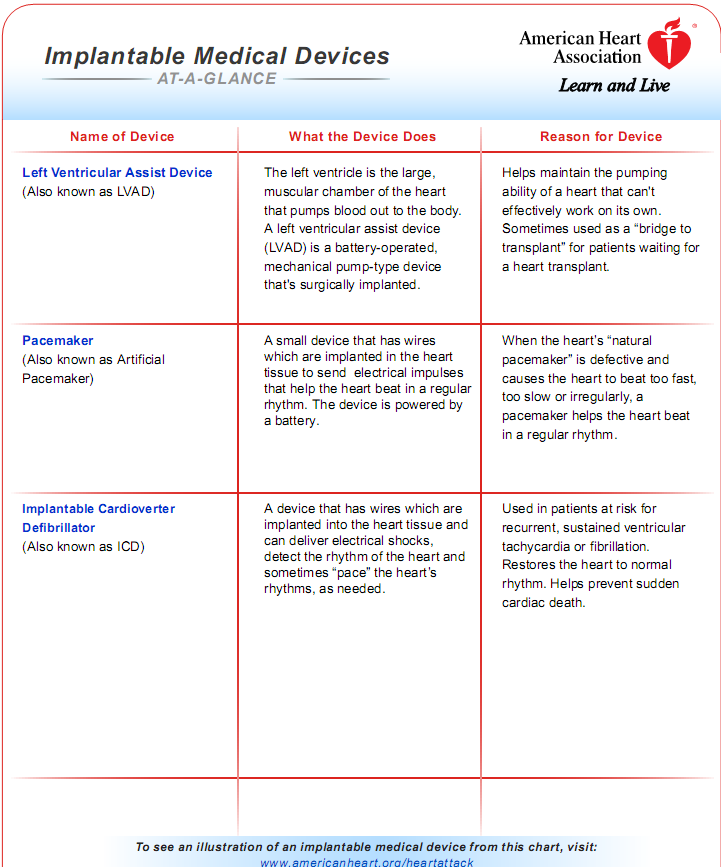 Implantable Medical Devices
AT-A-GLANCE
American Heart
Association
®
Learn and Live
Name of Device
What the Device Does
Reason for Device
Left Ventricular Assist Device
(Also known as LVAD)
The left ventricle is the large,
muscular chamber of the heart
that pumps blood out to the body.
A left ventricular assist device
(LVAD) is a battery-operated,
mechanical pump-type device
that's surgically implanted.
Helps maintain the pumping
ability of a heart that can't
effectively work on its own.
Sometimes used as a “bridge to
transplant” for patients waiting for
a heart transplant.
Pacemaker
(Also known as Artificial
Pacemaker)
A small device that has wires
which are implanted in the heart
tissue to send electrical impulses
that help the heart beat in a regular
rhythm. The device is powered by
a battery.
When the heart’s “natural
pacemaker” is defective and
causes the heart to beat too fast,
too slow or irregularly, a
pacemaker helps the heart beat
in a regular rhythm.
Implantable Cardioverter
Defibrillator
(Also known as ICD)
A device that has wires which are
implanted into the heart tissue and
can deliver electrical shocks,
detect the rhythm of the heart and
sometimes “pace” the heart’s
rhythms, as needed.
Used in patients at risk for
recurrent, sustained ventricular
tachycardia or fibrillation.
Restores the heart to normal
rhythm. Helps prevent sudden
cardiac death.
To see an illustration of an implantable medical device from this chart, visit:
www.americanheart.org/heartattack